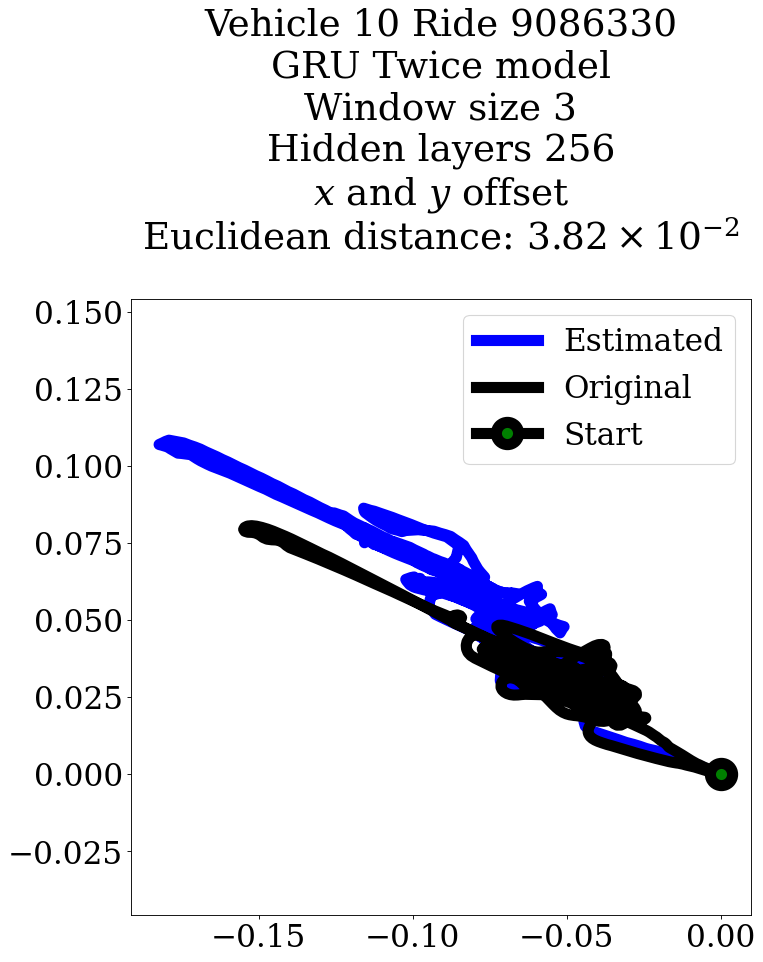 Vehicle 10 Ride 9086330
GRU Twice model
Window size 3
Hidden layers 256
x and y offset
Euclidean distance: 3.82 × 10⁻²
Estimated
Original
Start
0.150
0.125
0.100
0.075
0.050
0.025
0.000
−0.025
−0.15 −0.10 −0.05 0.00